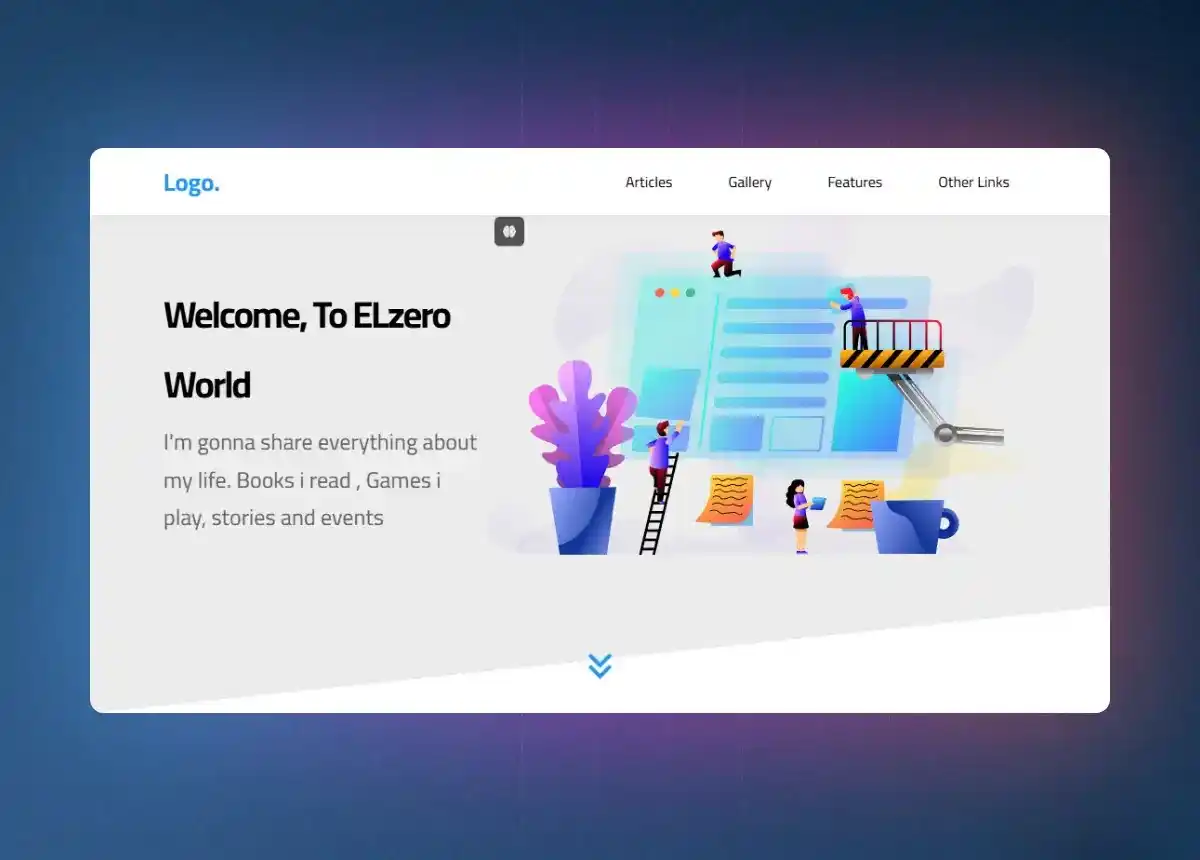 Logo.
Articles Gallery Features Other Links
Welcome, To ELzero
World
I'm gonna share everything about
my life. Books i read , Games i
play, stories and events